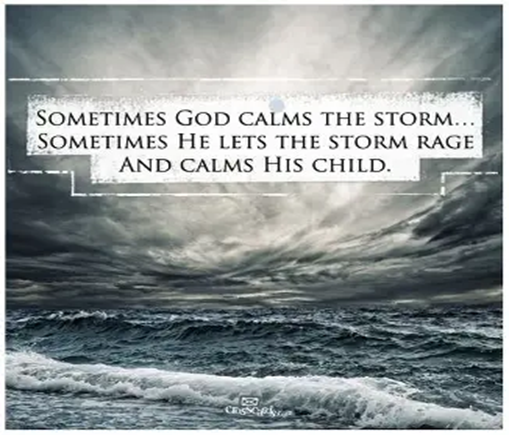 SOMETIMES GOD CALMS THE STORM...
SOMETIMES HE LETS THE STORM RAGE
AND CALMS HIS CHILD.